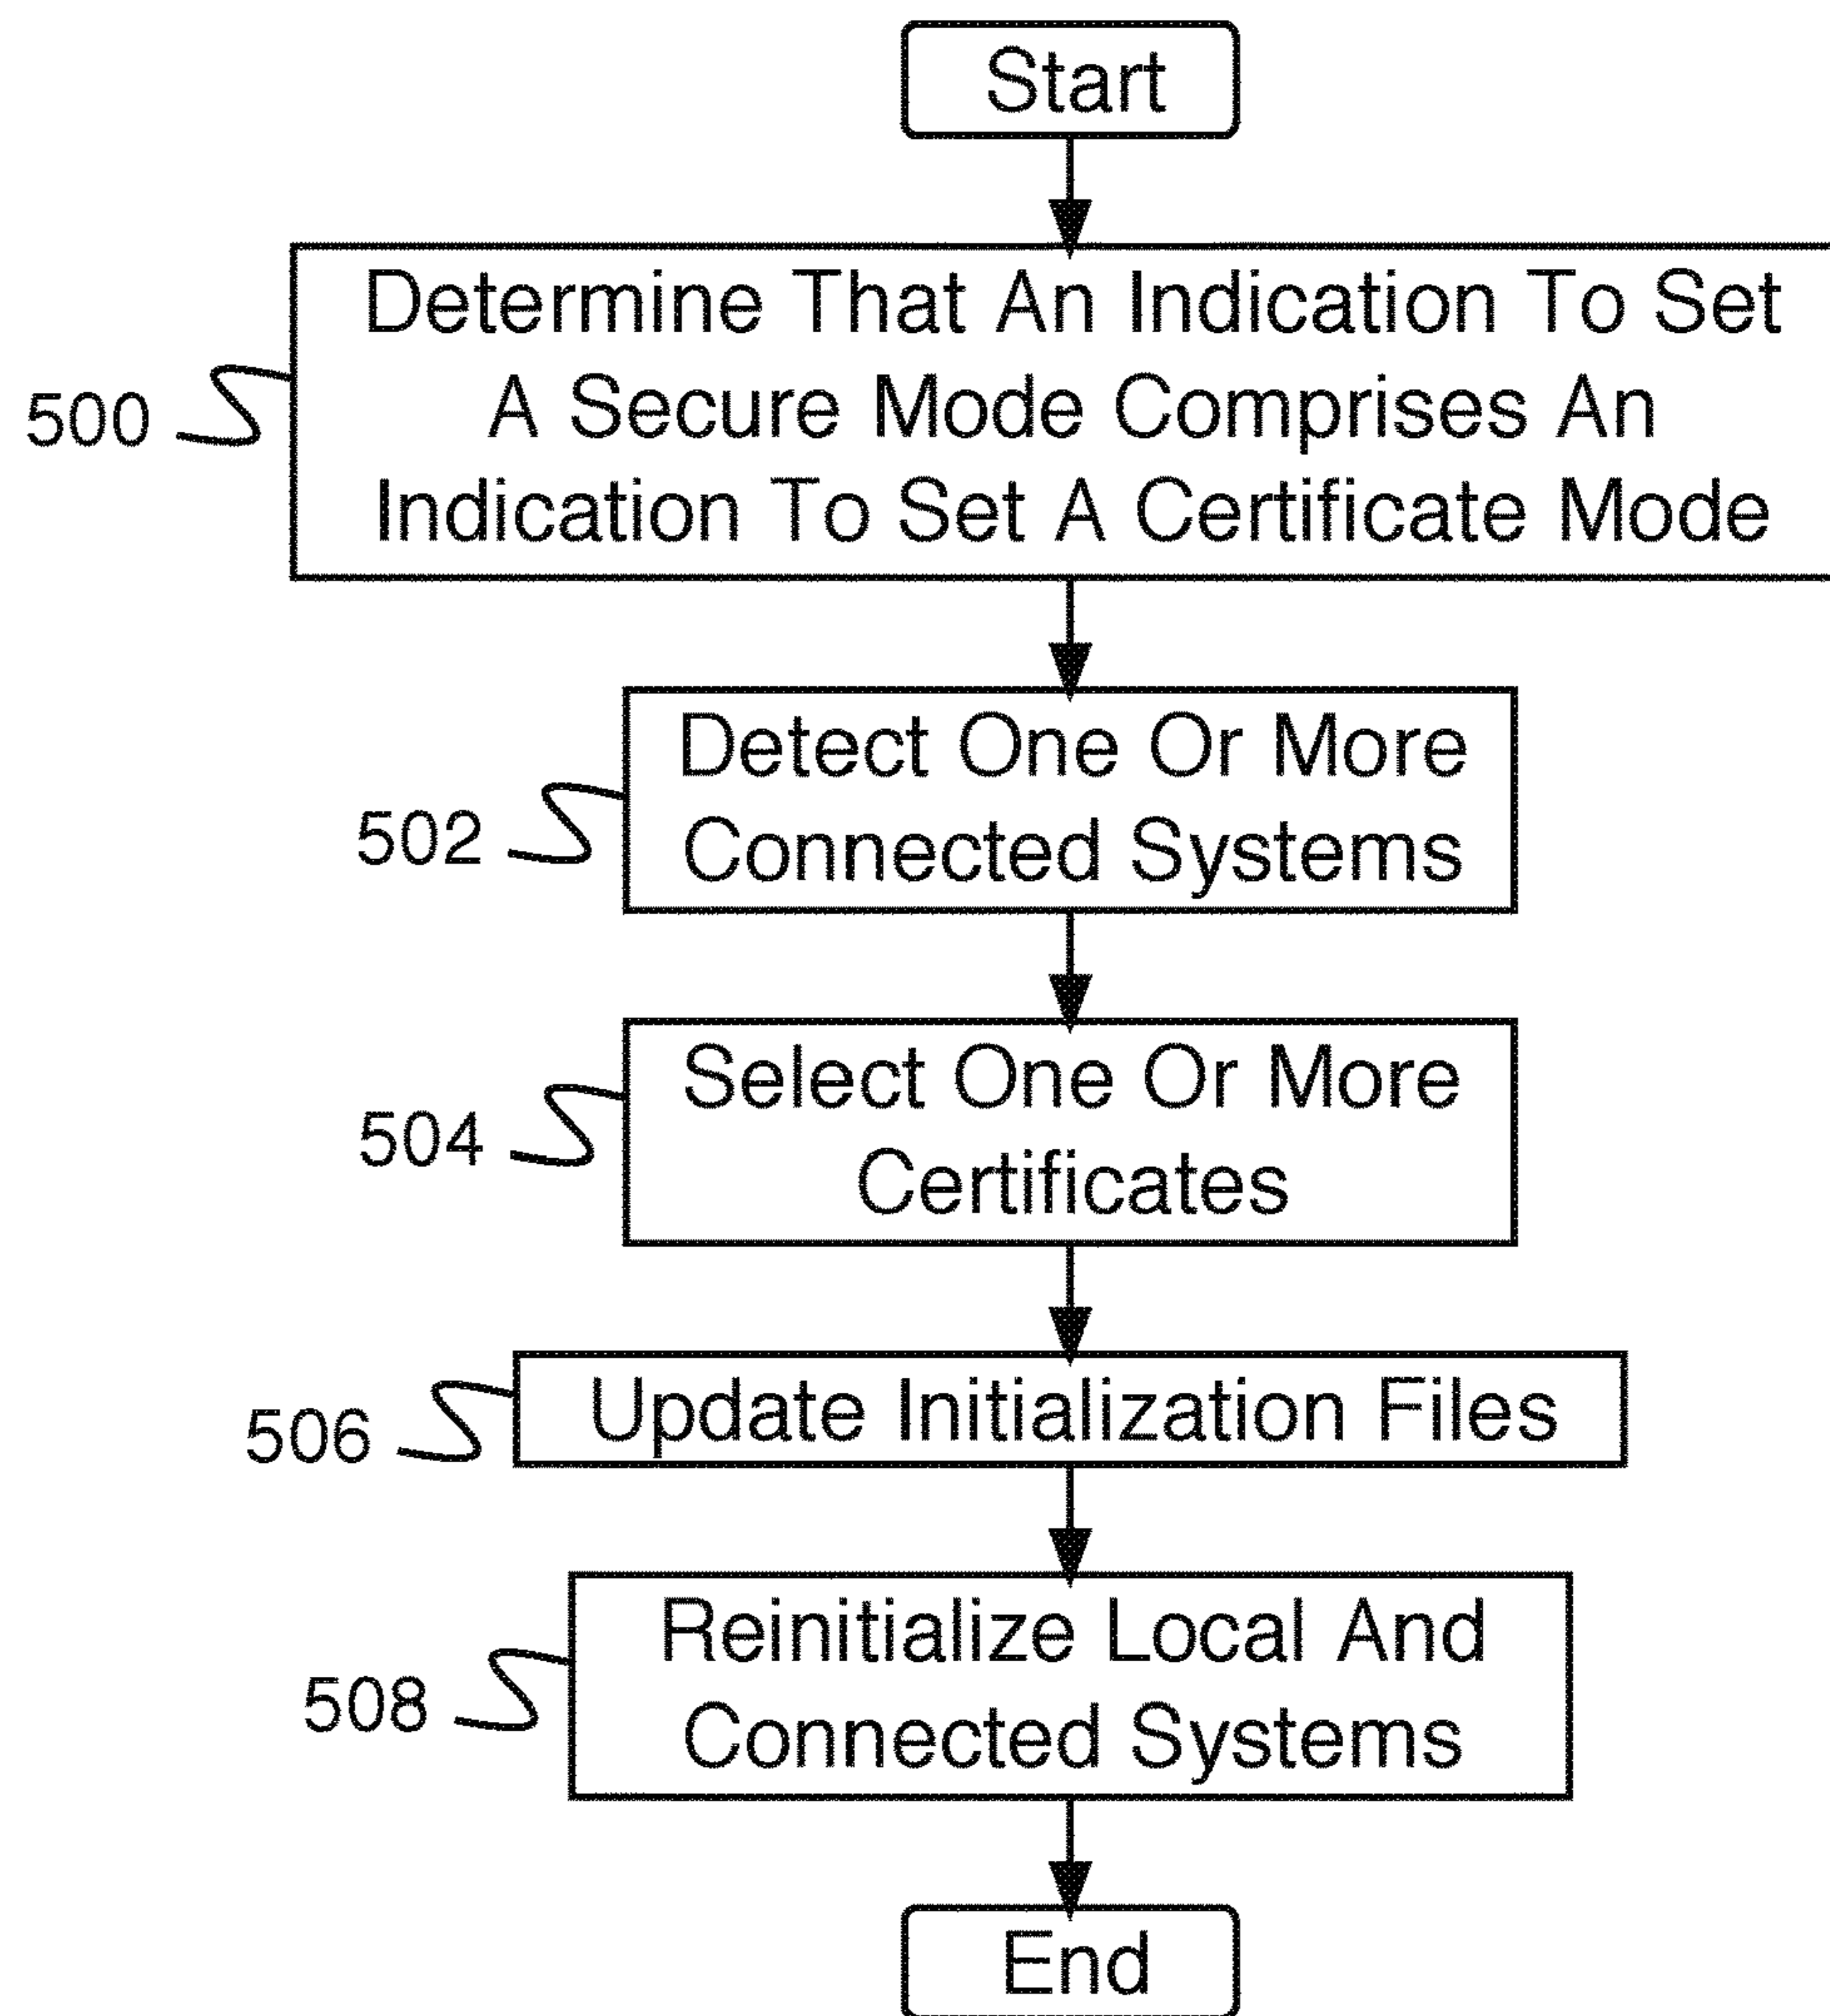 Start
Determine That An Indication To Set
A Secure Mode Comprises An
Indication To Set A Certificate Mode
500
Detect One Or More
Connected Systems
502
Select One Or More
Certificates
504
Update Initialization Files
506
Reinitialize Local And
Connected Systems
508
End